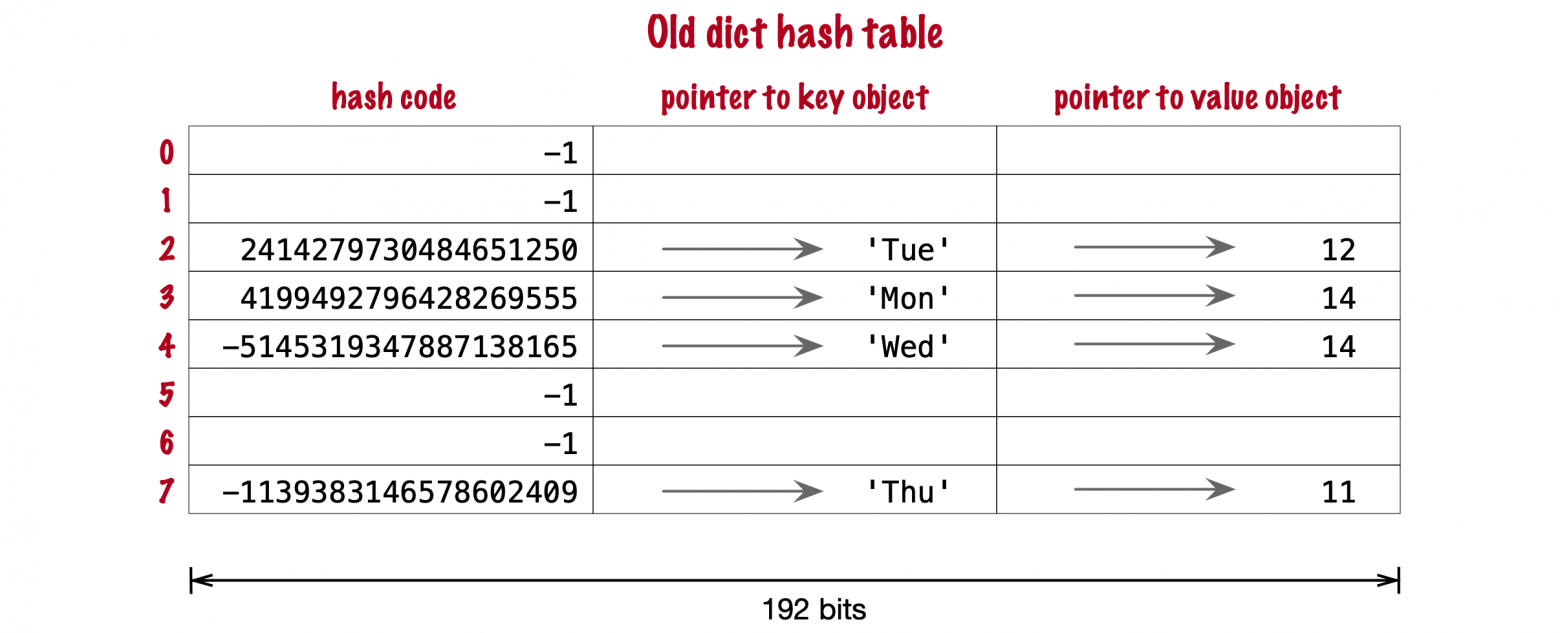 Old dict hash table
hash code pointer to key object pointer to value object
0 -1
1 -1
2 2414279730484651250 'Tue' 12
3 4199492796428269555 'Mon' 14
4 -5145319347887138165 'Wed' 14
5 -1
6 -1
7 -1139383146578602409 'Thu' 11
192 bits